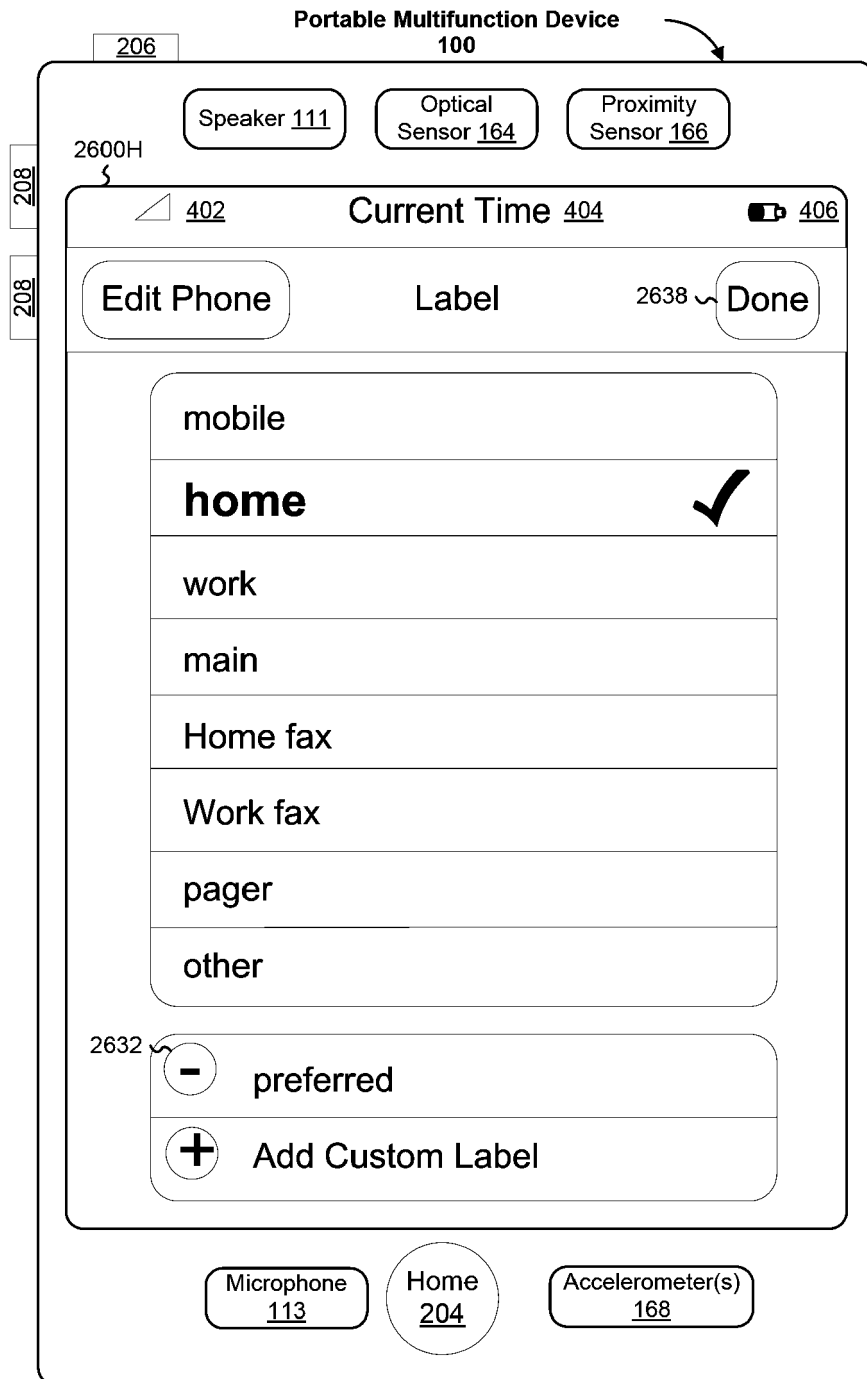 Portable Multifunction Device
100
206
Speaker 111
Optical
Sensor 164
Proximity
Sensor 166
2600H
208
208
402
Current Time 404
406
Edit Phone
Label
2638
Done
mobile
home
work
main
Home fax
Work fax
pager
other
2632
-
preferred
+
Add Custom Label
Microphone
113
Home
204
Accelerometer(s)
168